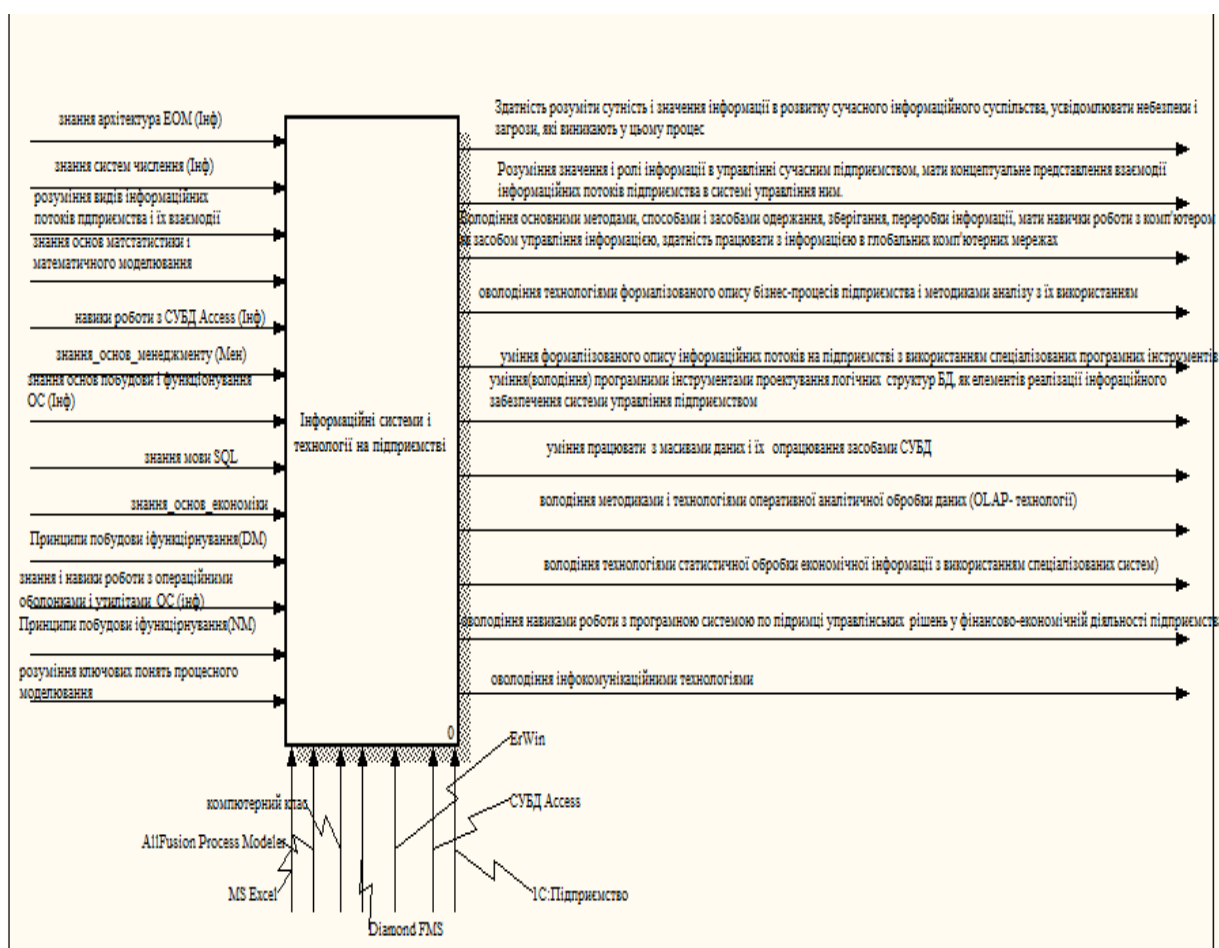 знання архітектура ЕОМ (Інф)
знання систем числення (Інф)
розуміння видів інформаційних
потоків пдприємства і їх взаємодії
знання основ матстатистики і
математичного моделювання
навики роботи з СУБД Access (Інф)
знання_основ_менеджменту (Мен)
знання основ побудови і функціонування
ОС (Інф)
знання мови SQL
знання_основ_економіки
Принципи побудови іфункцірнування(DM)
знання і навики роботи з операційними
оболонками і утилітами ОС (інф)
Принципи побудови іфункцірнування(NM)
розуміння ключових понять процесного
моделювання
Інформаційні системи і
технології на підприємстві
0
Здатність розуміти сутність і значення інформації в розвитку сучасного інформаційного суспільства, усвідомлювати небезпеки і
загрози, які виникають у цьому процес
Розуміння значення і ролі інформації в управлінні сучасним підприємством, мати концептуальне представлення взаємодії
інформаційних потоків підприємства в системі управління ним.
Володіння основними методами, способами і засобами одержання, зберігання, переробки інформації, мати навички роботи з комп'ютером
як засобом управління інформацією, здатність працювати з інформацією в глобальних комп'ютерних мережах
оволодіння технологіями формалізованого опису бізнес-процесів підприємства і методиками аналізу з їх використанням
уміння формаліізованого опису інформаційних потоків на підприємстві з використанням спеціалізованих програмних інструментів
уміння(володіння) програмними інструментами проектування логічних структур БД, як елементів реалізації інфораційного
забезпечення системи управління підприємством
уміння працювати з масивами даних і їх опрацювання засобами СУБД
володіння методиками і технологіями оперативної аналітичної обробки даних (OLAP- технології)
володіння технологіями статистичної обробки економічної інформації з використанням спеціалізованих систем)
оволодіння навиками роботи з програмною системою по підримці управлінських рішень у фінансово-економічній діяльності підприємств
оволодіння інфокомунікаційними технологіями
ErWin
компютерний клас
СУБД Access
AllFusion Process Modeler
MS Excel
1С:Підприємство
Diamond FMS